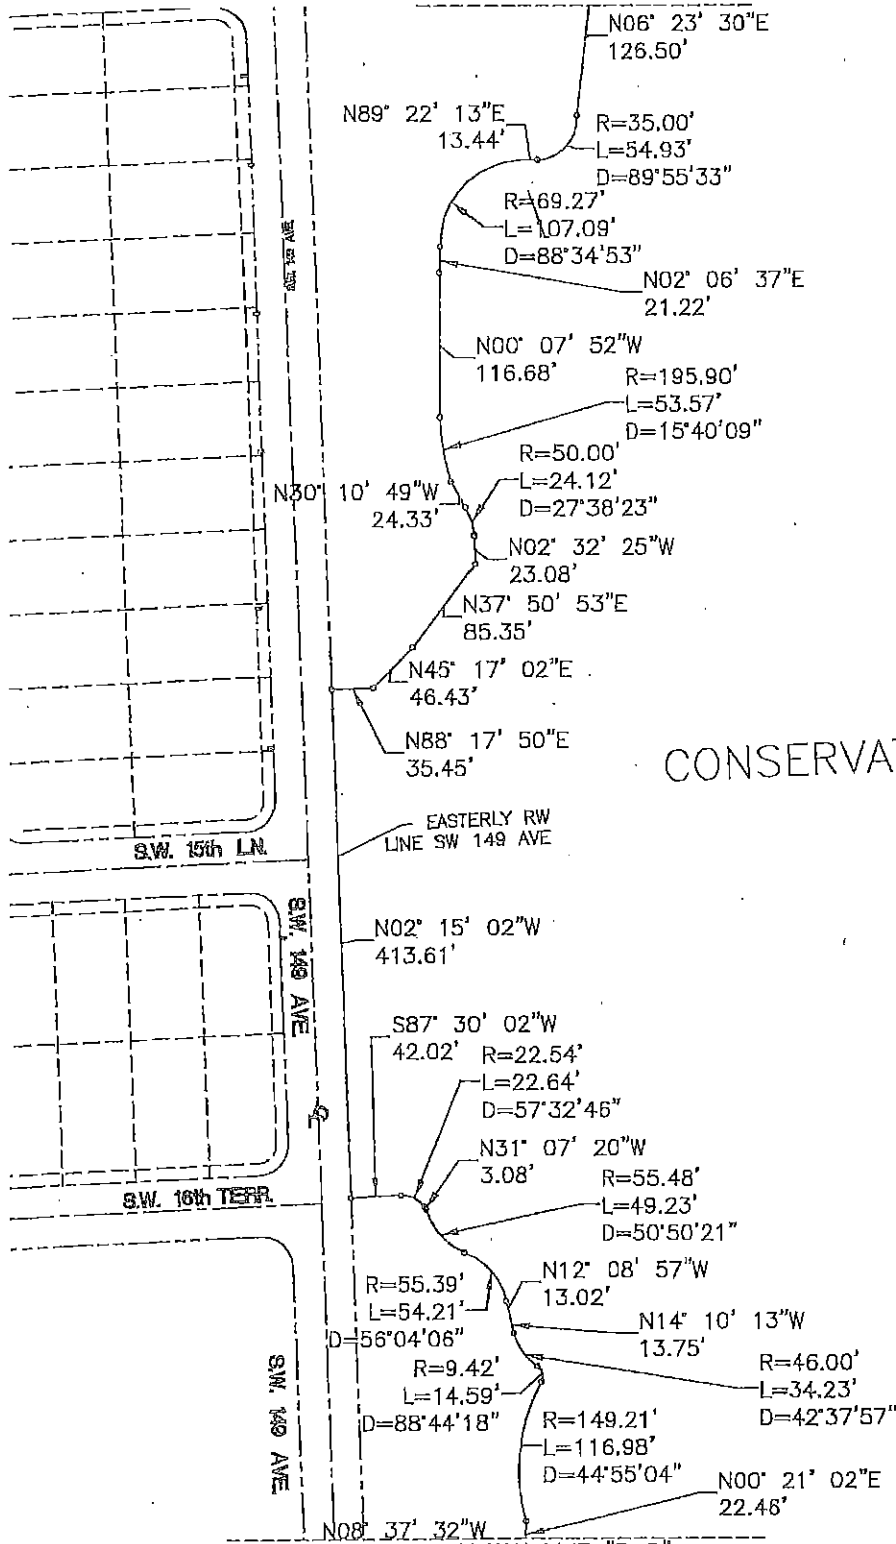 N06° 23' 30"E
126.50'
N89° 22' 13"E
13.44'
R=35.00'
L=54.93'
D=89°55'33"
R=69.27'
L=107.09'
D=88°34'53"
N02° 06' 37"E
21.22'
N00° 07' 52"W
116.68'
R=195.90'
L=53.57'
D=15°40'09"
R=50.00'
L=24.12'
D=27°38'23"
N30° 10' 49"W
24.33'
N02° 32' 25"W
23.08'
N37° 50' 53"E
85.35'
N45° 17' 02"E
46.43'
N88° 17' 50"E
35.45'
CONSERVA
EASTERLY RW
LINE SW 149 AVE
S.W. 15th LN.
S.W. 149 AVE
N02° 15' 02"W
413.61'
S87° 30' 02"W
42.02'
R=22.54'
L=22.64'
D=57°32'46"
N31° 07' 20"W
3.08'
R=55.48'
L=49.23'
D=50°50'21"
S.W. 16th TERR.
N12° 08' 57"W
13.02'
R=55.39'
L=54.21'
D=56°04'06"
N14° 10' 13"W
13.75'
R=9.42'
L=14.59'
D=88°44'18"
R=46.00'
L=34.23'
D=42°37'57"
S.W. 149 AVE
R=149.21'
L=116.98'
D=44°55'04"
N00° 21' 02"E
22.46'
N08° 37' 32"W